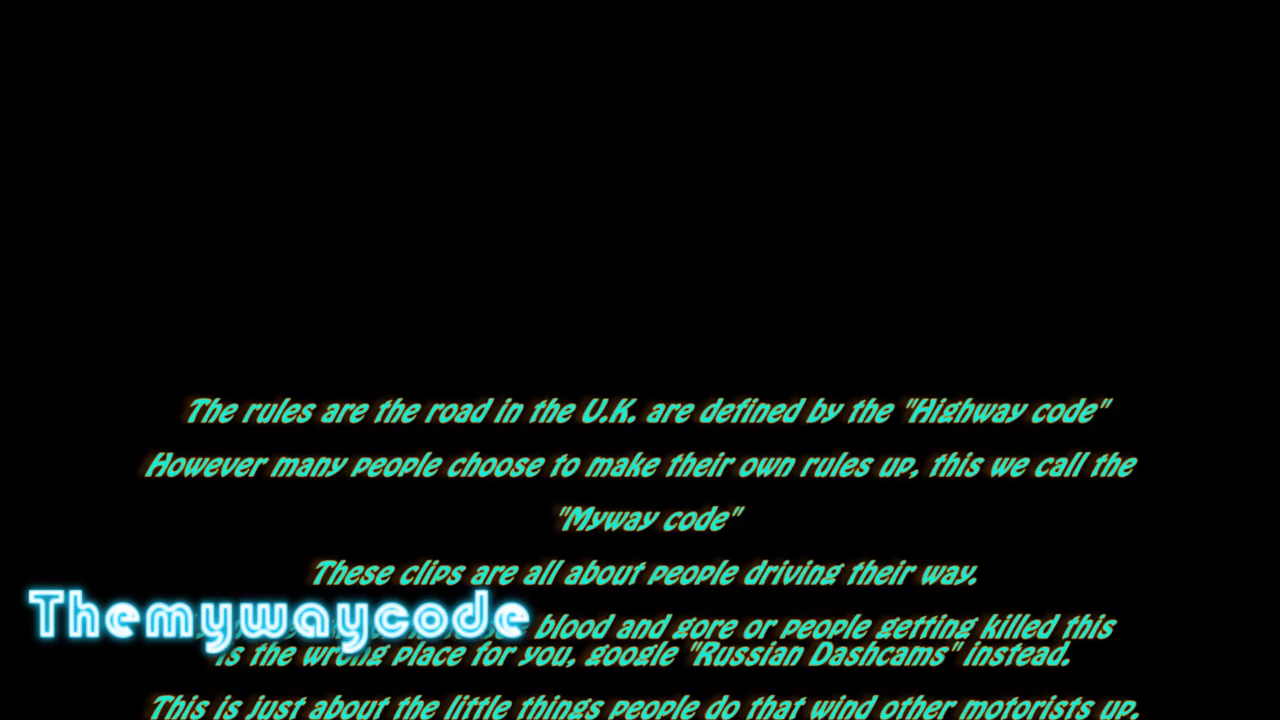 The rules are the road in the U.K. are defined by the "Highway code"
However many people choose to make their own rules up, this we call the
"Myway code"
These clips are all about people driving their way.
Themywaycode
blood and gore or people getting killed this
is the wrong place for you, google "Russian Dashcams" instead.
This is just about the little things people do that wind other motorists up.